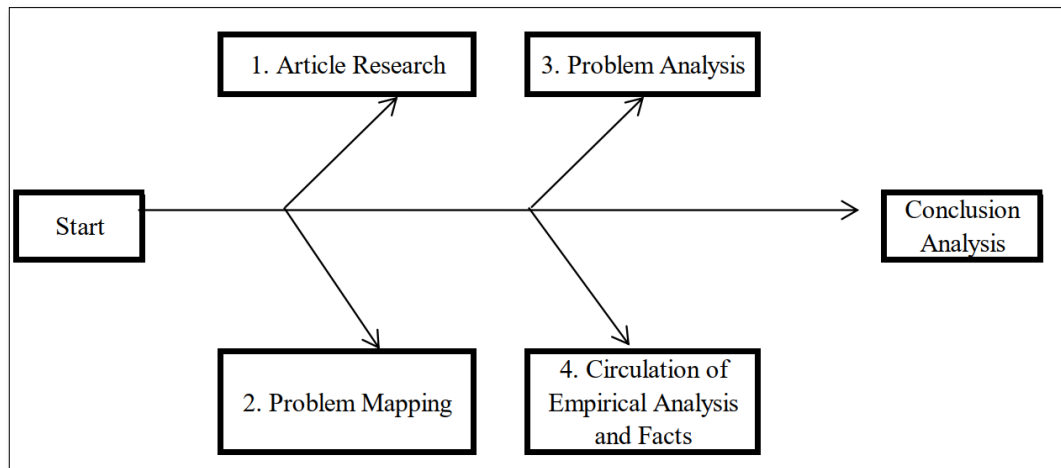 1. Article Research
3. Problem Analysis
Start
Conclusion
Analysis
2. Problem Mapping
4. Circulation of
Empirical Analysis
and Facts